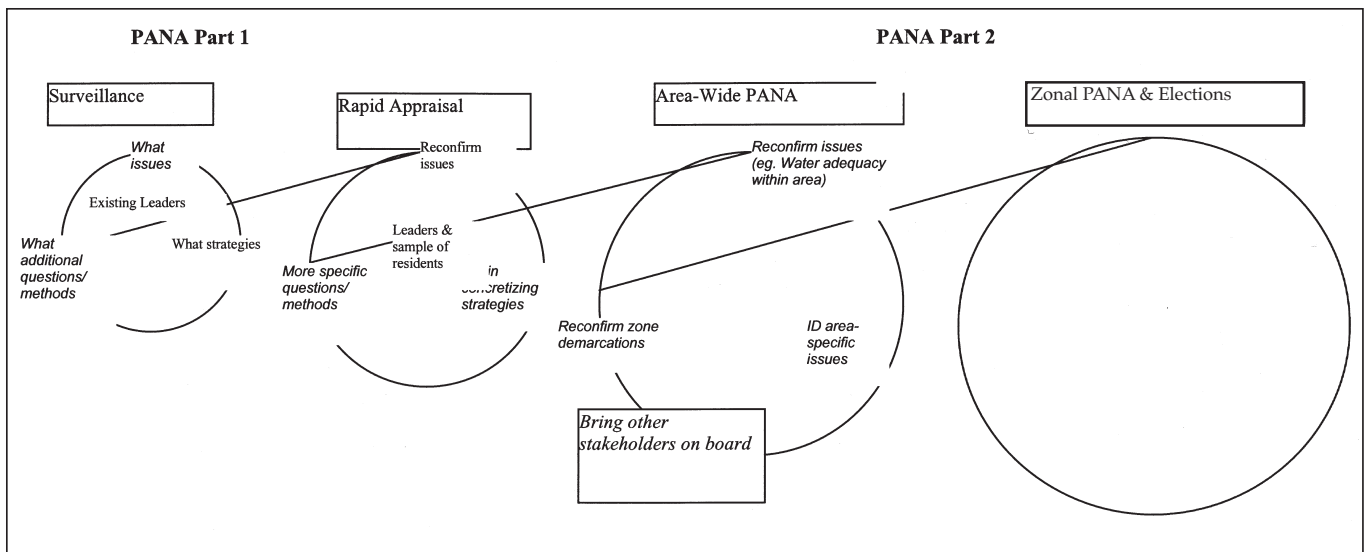 PANA Part 1
PANA Part 2
Surveillance
Rapid Appraisal
Area-Wide PANA
Zonal PANA & Elections
What
issues
Existing Leaders
What strategies
What
additional
questions/
methods
Reconfirm
issues
Leaders &
sample of
residents
More specific
questions/
methods
in
strategies
Reconfirm issues
(eg. Water adequacy
within area)
Reconfirm zone
demarcations
ID area-
specific
issues
Bring other
stakeholders on board